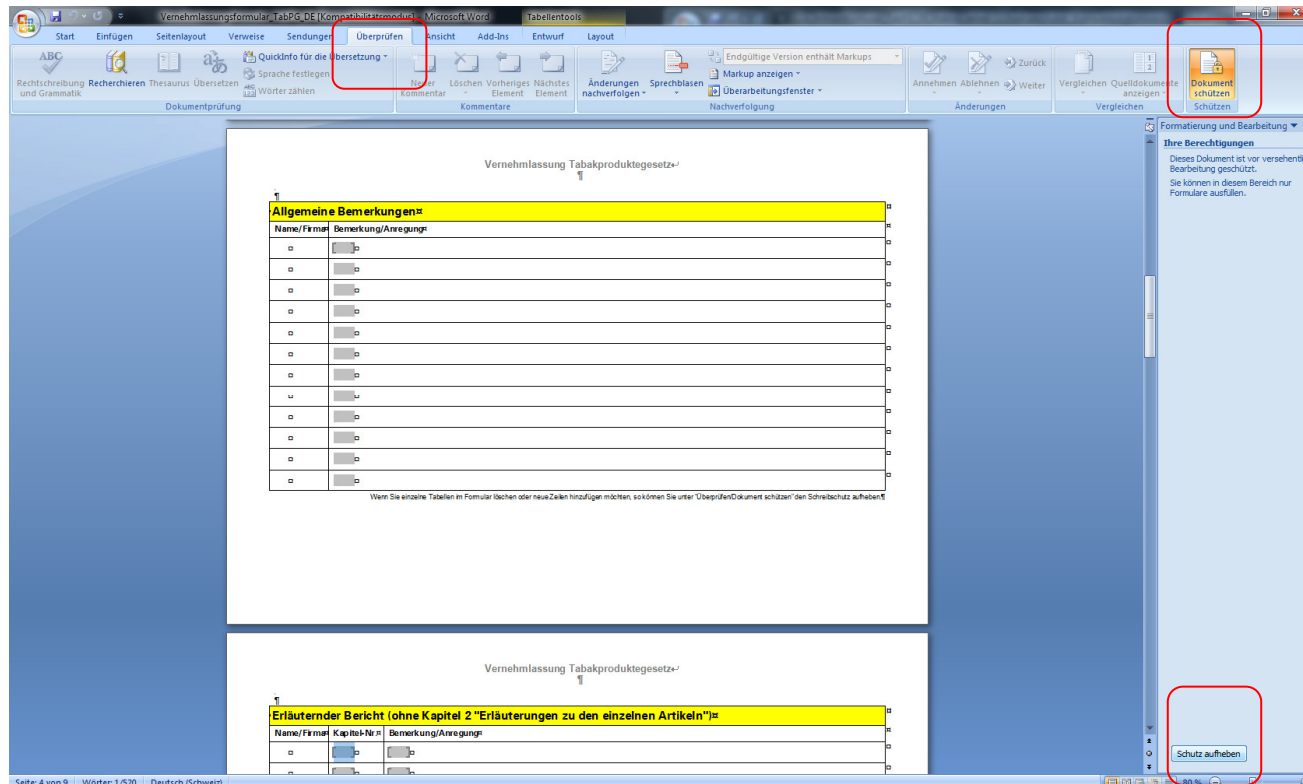 Vernehmlassungsformular_TabPG_DE [Kompatibilitätsmodus] - Microsoft Word Tabellentools
Start Einfügen Seitenlayout Verweise Sendungen Überprüfen Ansicht Add-Ins Entwurf Layout
ABC
Rechtschreibung und Grammatik
Recherchieren
Thesaurus
Übersetzen
QuickInfo für die Übersetzung
Sprache festlegen
Wörter zählen
Dokumentprüfung
Neuer Kommentar
Löschen
Vorheriges Element
Nächstes Element
Kommentare
Änderungen nachverfolgen
Sprechblasen
Endgültige Version enthält Markups
Markup anzeigen
Überarbeitungsfenster
Nachverfolgung
Annehmen
Ablehnen
Zurück
Weiter
Änderungen
Vergleichen
Quelldokumente anzeigen
Vergleichen
Dokument schützen
Schützen
Formatierung und Bearbeitung
Ihre Berechtigungen
Dieses Dokument ist vor versehentli
Bearbeitung geschützt.
Sie können in diesem Bereich nur
Formulare ausfüllen.
Vernehmlassung Tabakproduktegesetz↵
¶
¶
Allgemeine Bemerkungen¤
Name/Firma¤ Bemerkung/Anregung¤
Wenn Sie einzelne Tabellen im Formular löschen oder neue Zeilen hinzufügen möchten, so können Sie unter "Überprüfen/Dokument schützen" den Schreibschutz aufheben.¶
Vernehmlassung Tabakproduktegesetz↵
¶
¶
Erläuternder Bericht (ohne Kapitel 2 "Erläuterungen zu den einzelnen Artikeln")¤
Name/Firma¤ Kapitel-Nr.¤ Bemerkung/Anregung¤
Schutz aufheben
Seite: 4 von 9 Wörter: 1/520 Deutsch (Schweiz) 80 %